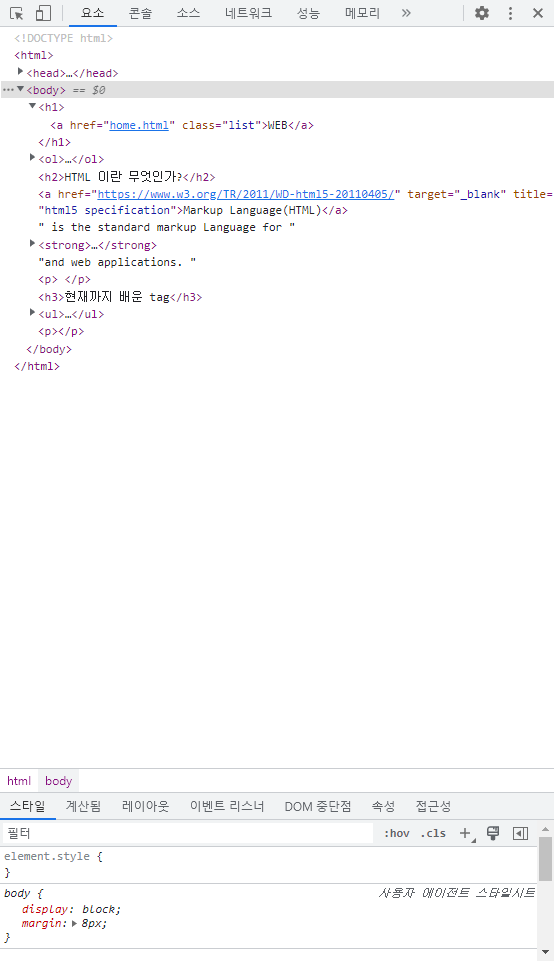 요소 콘솔 소스 네트워크 성능 메모리 »
<!DOCTYPE html>
<html>
<head>…</head>
<body> == $0
<h1>
<a href="home.html" class="list">WEB</a>
</h1>
<ol>…</ol>
<h2>HTML 이란 무엇인가?</h2>
<a href="https://www.w3.org/TR/2011/WD-html5-20110405/" target="_blank" title=
"html5 specification">Markup Language(HTML)</a>
" is the standard markup Language for "
<strong>…</strong>
"and web applications. "
<p> </p>
<h3>현재까지 배운 tag</h3>
<ul>…</ul>
<p></p>
</body>
</html>
html body
스타일 계산됨 레이아웃 이벤트 리스너 DOM 중단점 속성 접근성
필터 :hov .cls
element.style {
}
body { 사용자 에이전트 스타일시트
display: block;
margin: 8px;
}